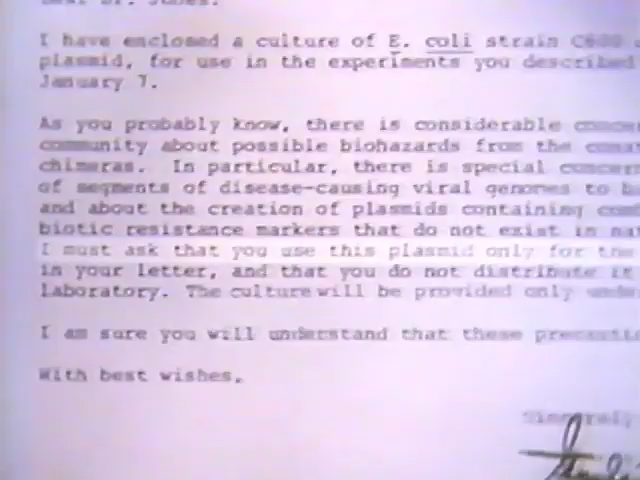 Dear Dr. Jones:
I have enclosed a culture of E. coli strain C600
plasmid, for use in the experiments you described
January 7.
As you probably know, there is considerable
community about possible biohazards from the
chimeras. In particular, there is special concern
of segments of disease-causing viral genomes to
and about the creation of plasmids containing
biotic resistance markers that do not exist in
I must ask that you use this plasmid only for the
in your letter, and that you do not distribute it
laboratory. The culture will be provided only
I am sure you will understand that these
With best wishes,
Sincerely